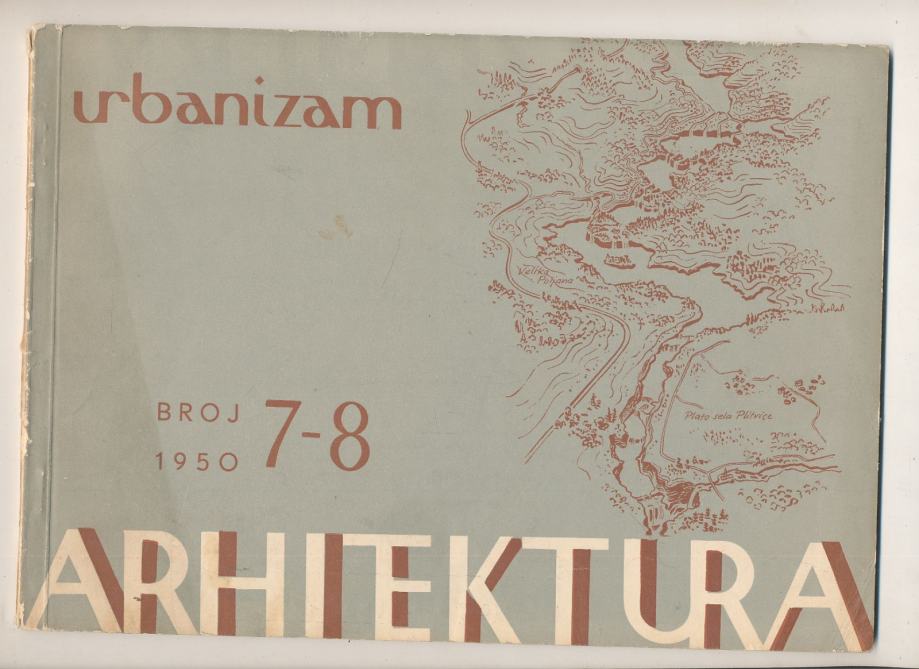 urbanizam
Velika
Poljana
Plato sela Plitvice
BROJ
1950
7-8
ARHITEKTURA